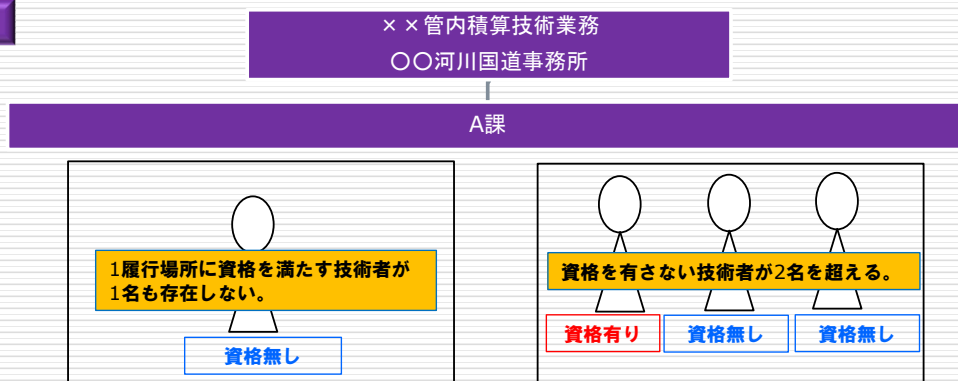 ××管内積算技術業務
〇〇河川国道事務所
A課
1履行場所に資格を満たす技術者が
1名も存在しない。
資格無し
資格を有さない技術者が2名を超える。
資格有り
資格無し
資格無し